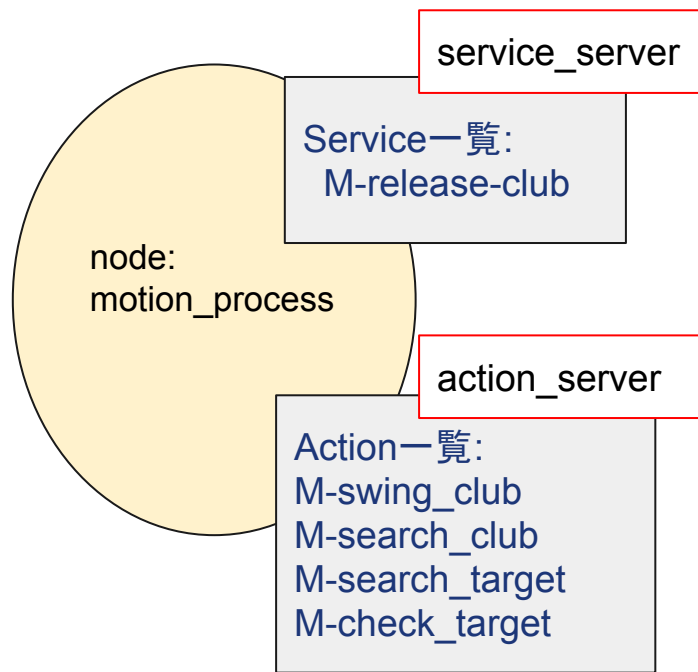 service_server
Service一覧:
M-release-club
node:
motion_process
action_server
Action一覧:
M-swing_club
M-search_club
M-search_target
M-check_target